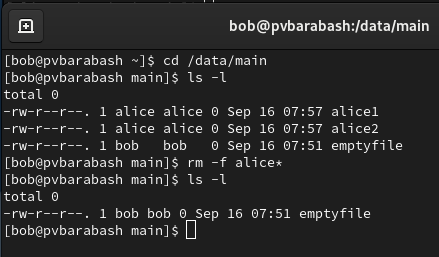 bob@pvbarabash:/data/main
[bob@pvbarabash ~]$ cd /data/main
[bob@pvbarabash main]$ ls -l
total 0
-rw-r--r--. 1 alice alice 0 Sep 16 07:57 alice1
-rw-r--r--. 1 alice alice 0 Sep 16 07:57 alice2
-rw-r--r--. 1 bob   bob   0 Sep 16 07:51 emptyfile
[bob@pvbarabash main]$ rm -f alice*
[bob@pvbarabash main]$ ls -l
total 0
-rw-r--r--. 1 bob bob 0 Sep 16 07:51 emptyfile
[bob@pvbarabash main]$